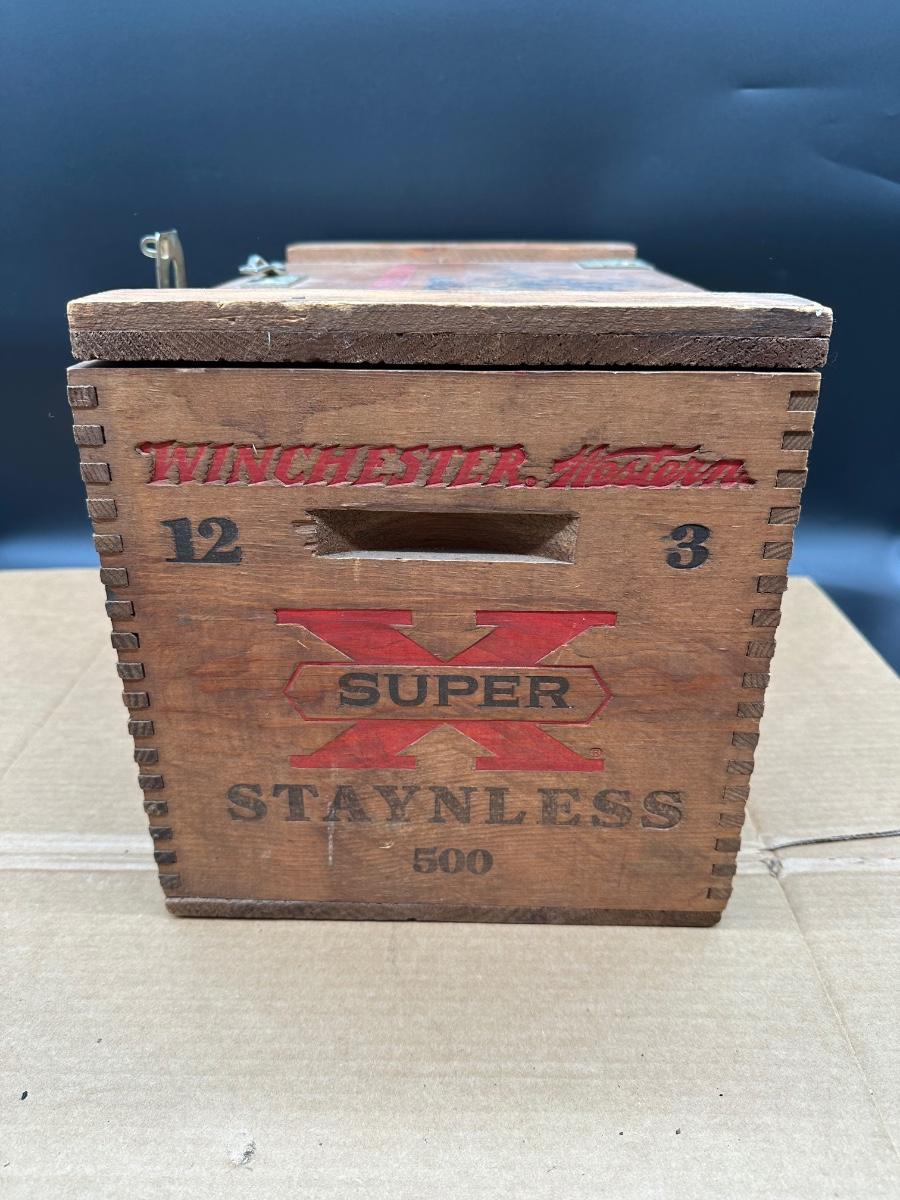 WINCHESTER. Western
12 3
SUPER X ®
STAYNLESS
500